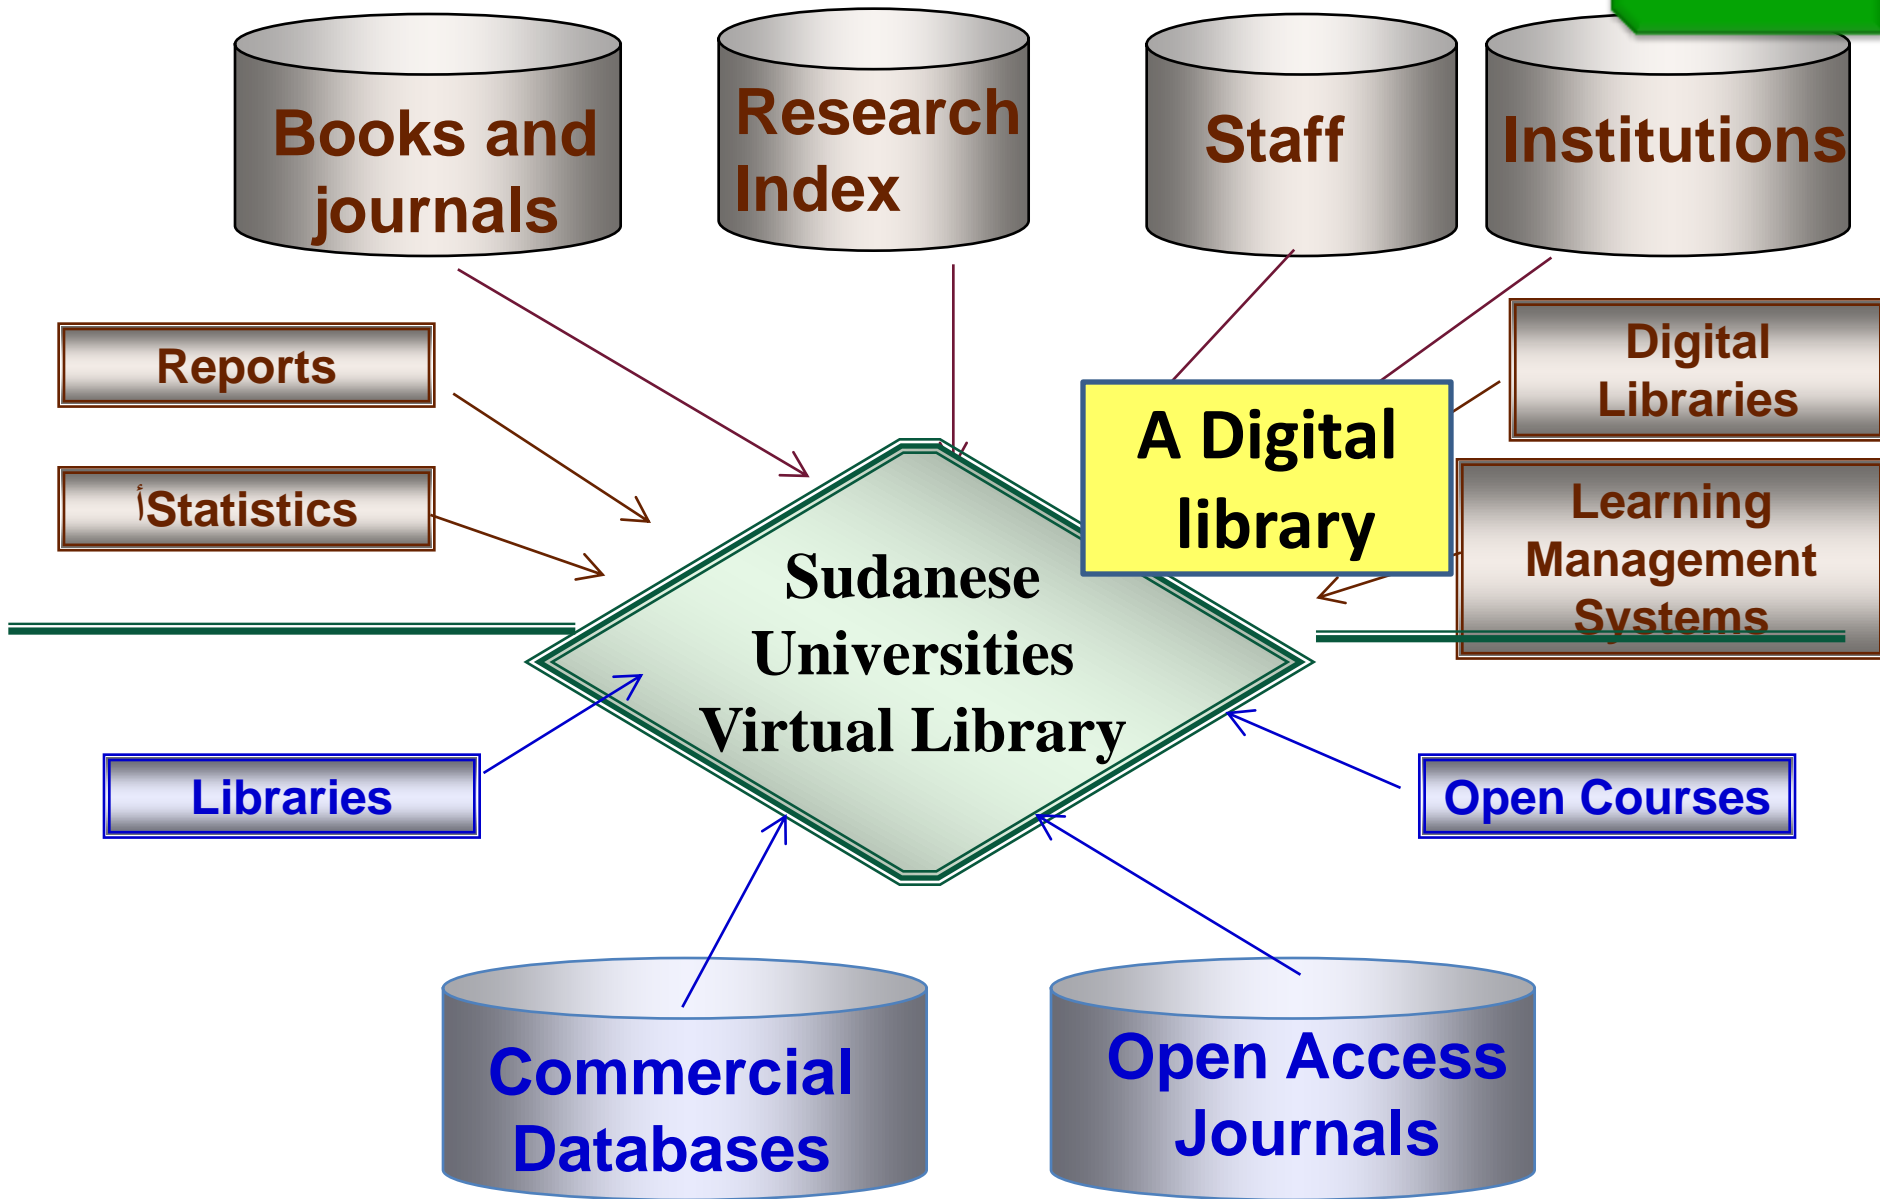 Books and
journals
Research
Index
Staff
Institutions
Reports
أStatistics
A Digital
library
Digital
Libraries
Learning
Management
Systems
Sudanese
Universities
Virtual Library
Libraries
Open Courses
Commercial
Databases
Open Access
Journals